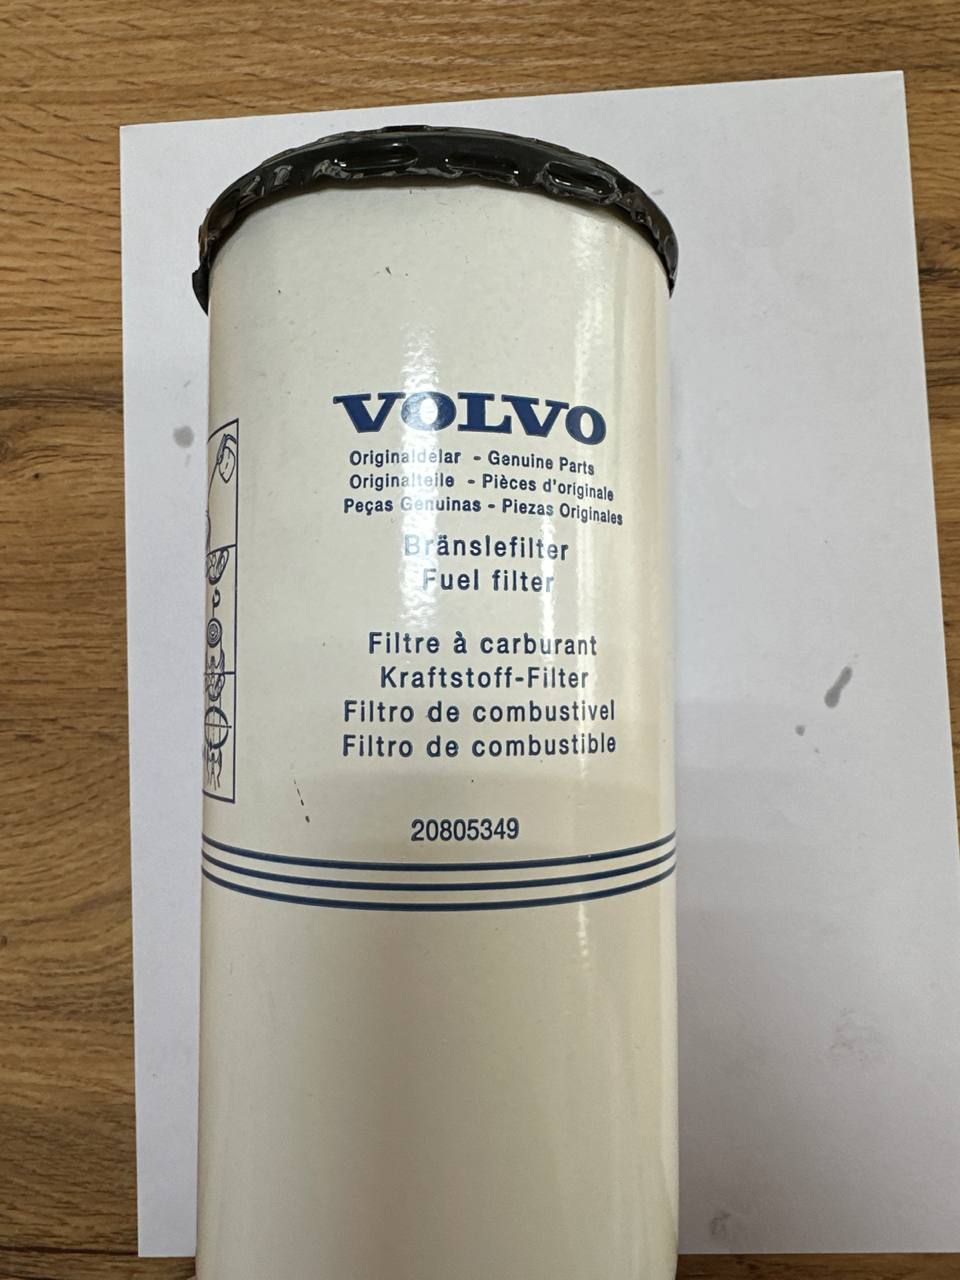 VOLVO
Originaldelar - Genuine Parts
Originalteile - Pièces d'originale
Peças Genuinas - Piezas Originales
Bränslefilter
Fuel filter
Filtre à carburant
Kraftstoff-Filter
Filtro de combustivel
Filtro de combustible
20805349